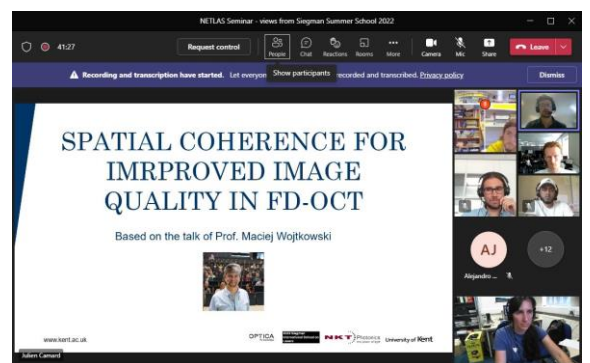 NETLAS Seminar - views from Siegman Summer School 2022
41:27
Request control
People
Chat
Reactions
Rooms
More
Camera
Mic
Share
Leave
Recording and transcription have started. Let everyon
recorded and transcribed. Privacy policy
Show participants
Dismiss
SPATIAL COHERENCE FOR
IMRPROVED IMAGE
QUALITY IN FD-OCT
Based on the talk of Prof. Maciej Wojtkowski
AJ
+12
Alejandro ...
www.kent.ac.uk
OPTICA
NKT Photonics
University of Kent
Julien Camard